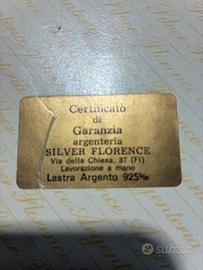 Certificato
di
Garanzia
argenteria
SILVER FLORENCE
Via della Chiesa, 87 (FI)
Lavorazione a mano
Lastra Argento 925‰
subito